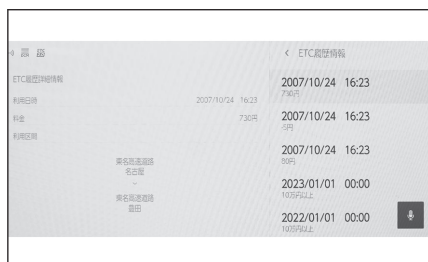 ETC履歴詳細情報
利用日時 2007/10/24 16:23
料金 730円
利用区間
東名高速道路
名古屋
～
東名高速道路
豊田
< ETC履歴情報
2007/10/24 16:23
730円
2007/10/24 16:23
-5円
2007/10/24 16:23
80円
2023/01/01 00:00
10万円以上
2022/01/01 00:00
10万円以上